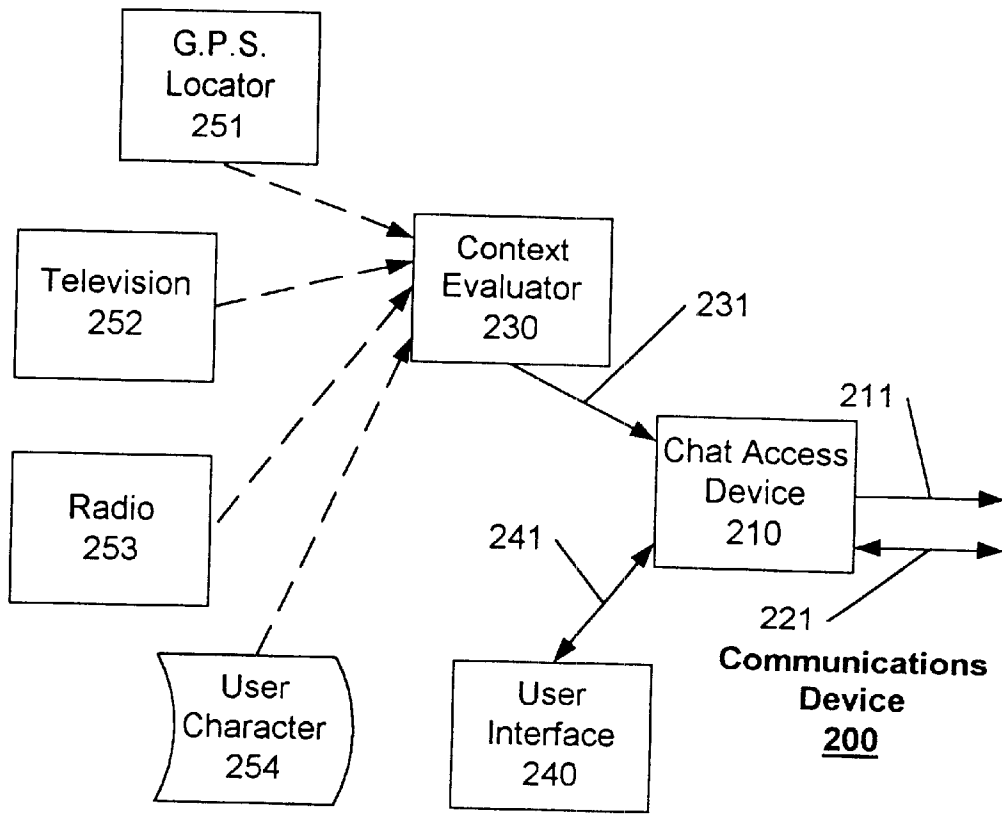 G.P.S.
Locator
251
Television
252
Context
Evaluator
230
231
211
Radio
253
Chat Access
Device
210
241
221
User
Character
254
User
Interface
240
Communications
Device
200